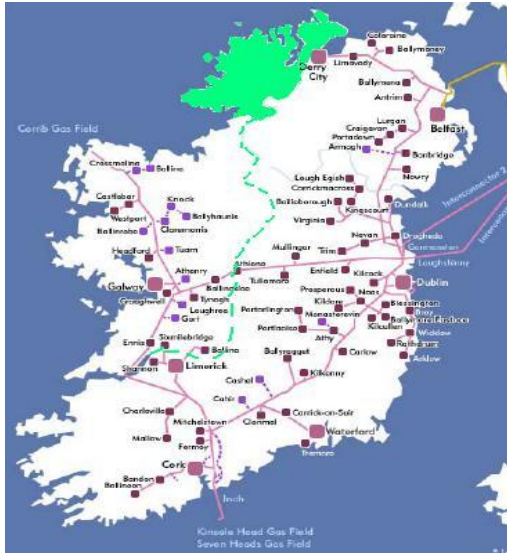 Coleraine
Ballymoney
Limavady
Derry
City
Ballymena
Antrim
Belfast
Lurgan
Craigavon
Portadown
Armagh
Banbridge
Newry
Corrib Gas Field
Crossmolina
Ballina
Lough Egish
Carrickmacross
Bailieborough
Kingscourt
Virginia
Dundalk
Interconnector 2
Castlebar
Westport
Knock
Ballyhaunis
Ballinrobe
Claremorris
Drogheda
Gormanston
Loughshinny
Headford
Tuam
Mullingar
Navan
Trim
Athlone
Athenry
Galway
Ballinasloe
Tullamore
Enfield
Kilcock
Dublin
Craughwell
Tynagh
Loughrea
Gort
Prosperous
Naas
Kildare
Blessington
Bray
Kilcullen
Wicklow
Portarlington
Monasterevin
Portlaoise
Athy
Rathdrum
Arklow
Ennis
Sixmilebridge
Ballina
Shannon
Limerick
Ballyragget
Carlow
Kilkenny
Cashel
Cahir
Charleville
Mitchelstown
Carrick-on-Suir
Clonmel
Waterford
Tramore
Mallow
Fermoy
Cork
Bandon
Ballineen
Inch
Kinsale Head Gas Field
Seven Heads Gas Field